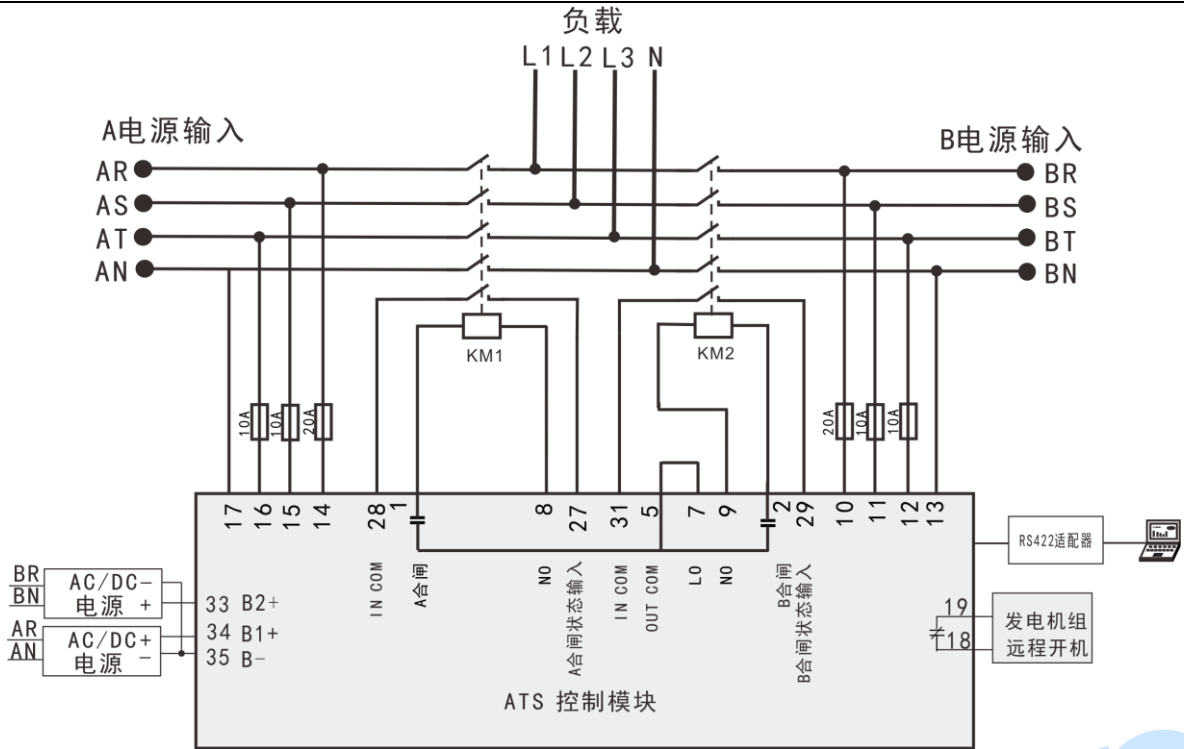 负载
L1 L2 L3 N
A电源输入
B电源输入
AR
AS
AT
AN
BR
BS
BT
BN
KM1
KM2
10A
10A
20A
20A
10A
10A
17
16
15
14
28
1
8
27
31
5
7
9
2
29
10
11
12
13
IN COM
A合闸
NO
A合闸状态输入
IN COM
OUT COM
LO
NO
B合闸
B合闸状态输入
RS422适配器
BR
BN
AC/DC-
电源 +
AR
AN
AC/DC+
电源 -
33 B2+
34 B1+
35 B-
19
18
发电机组
远程开机
ATS 控制模块